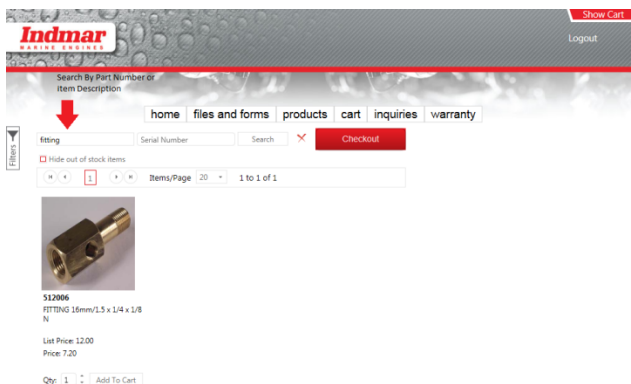 Show Cart
Indmar
MARINE ENGINES
Logout
Search By Part Number or
Item Description
home files and forms products cart inquiries warranty
Filters
fitting Serial Number Search Checkout
Hide out of stock items
1 Items/Page 20 1 to 1 of 1
512006
FITTING 16mm/1.5 x 1/4 x 1/8
N
List Price: 12.00
Price: 7.20
Qty: 1 Add To Cart